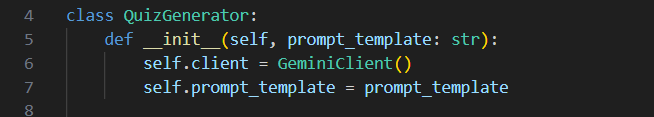 4 class QuizGenerator:
5     def __init__(self, prompt_template: str):
6         self.client = GeminiClient()
7         self.prompt_template = prompt_template
8